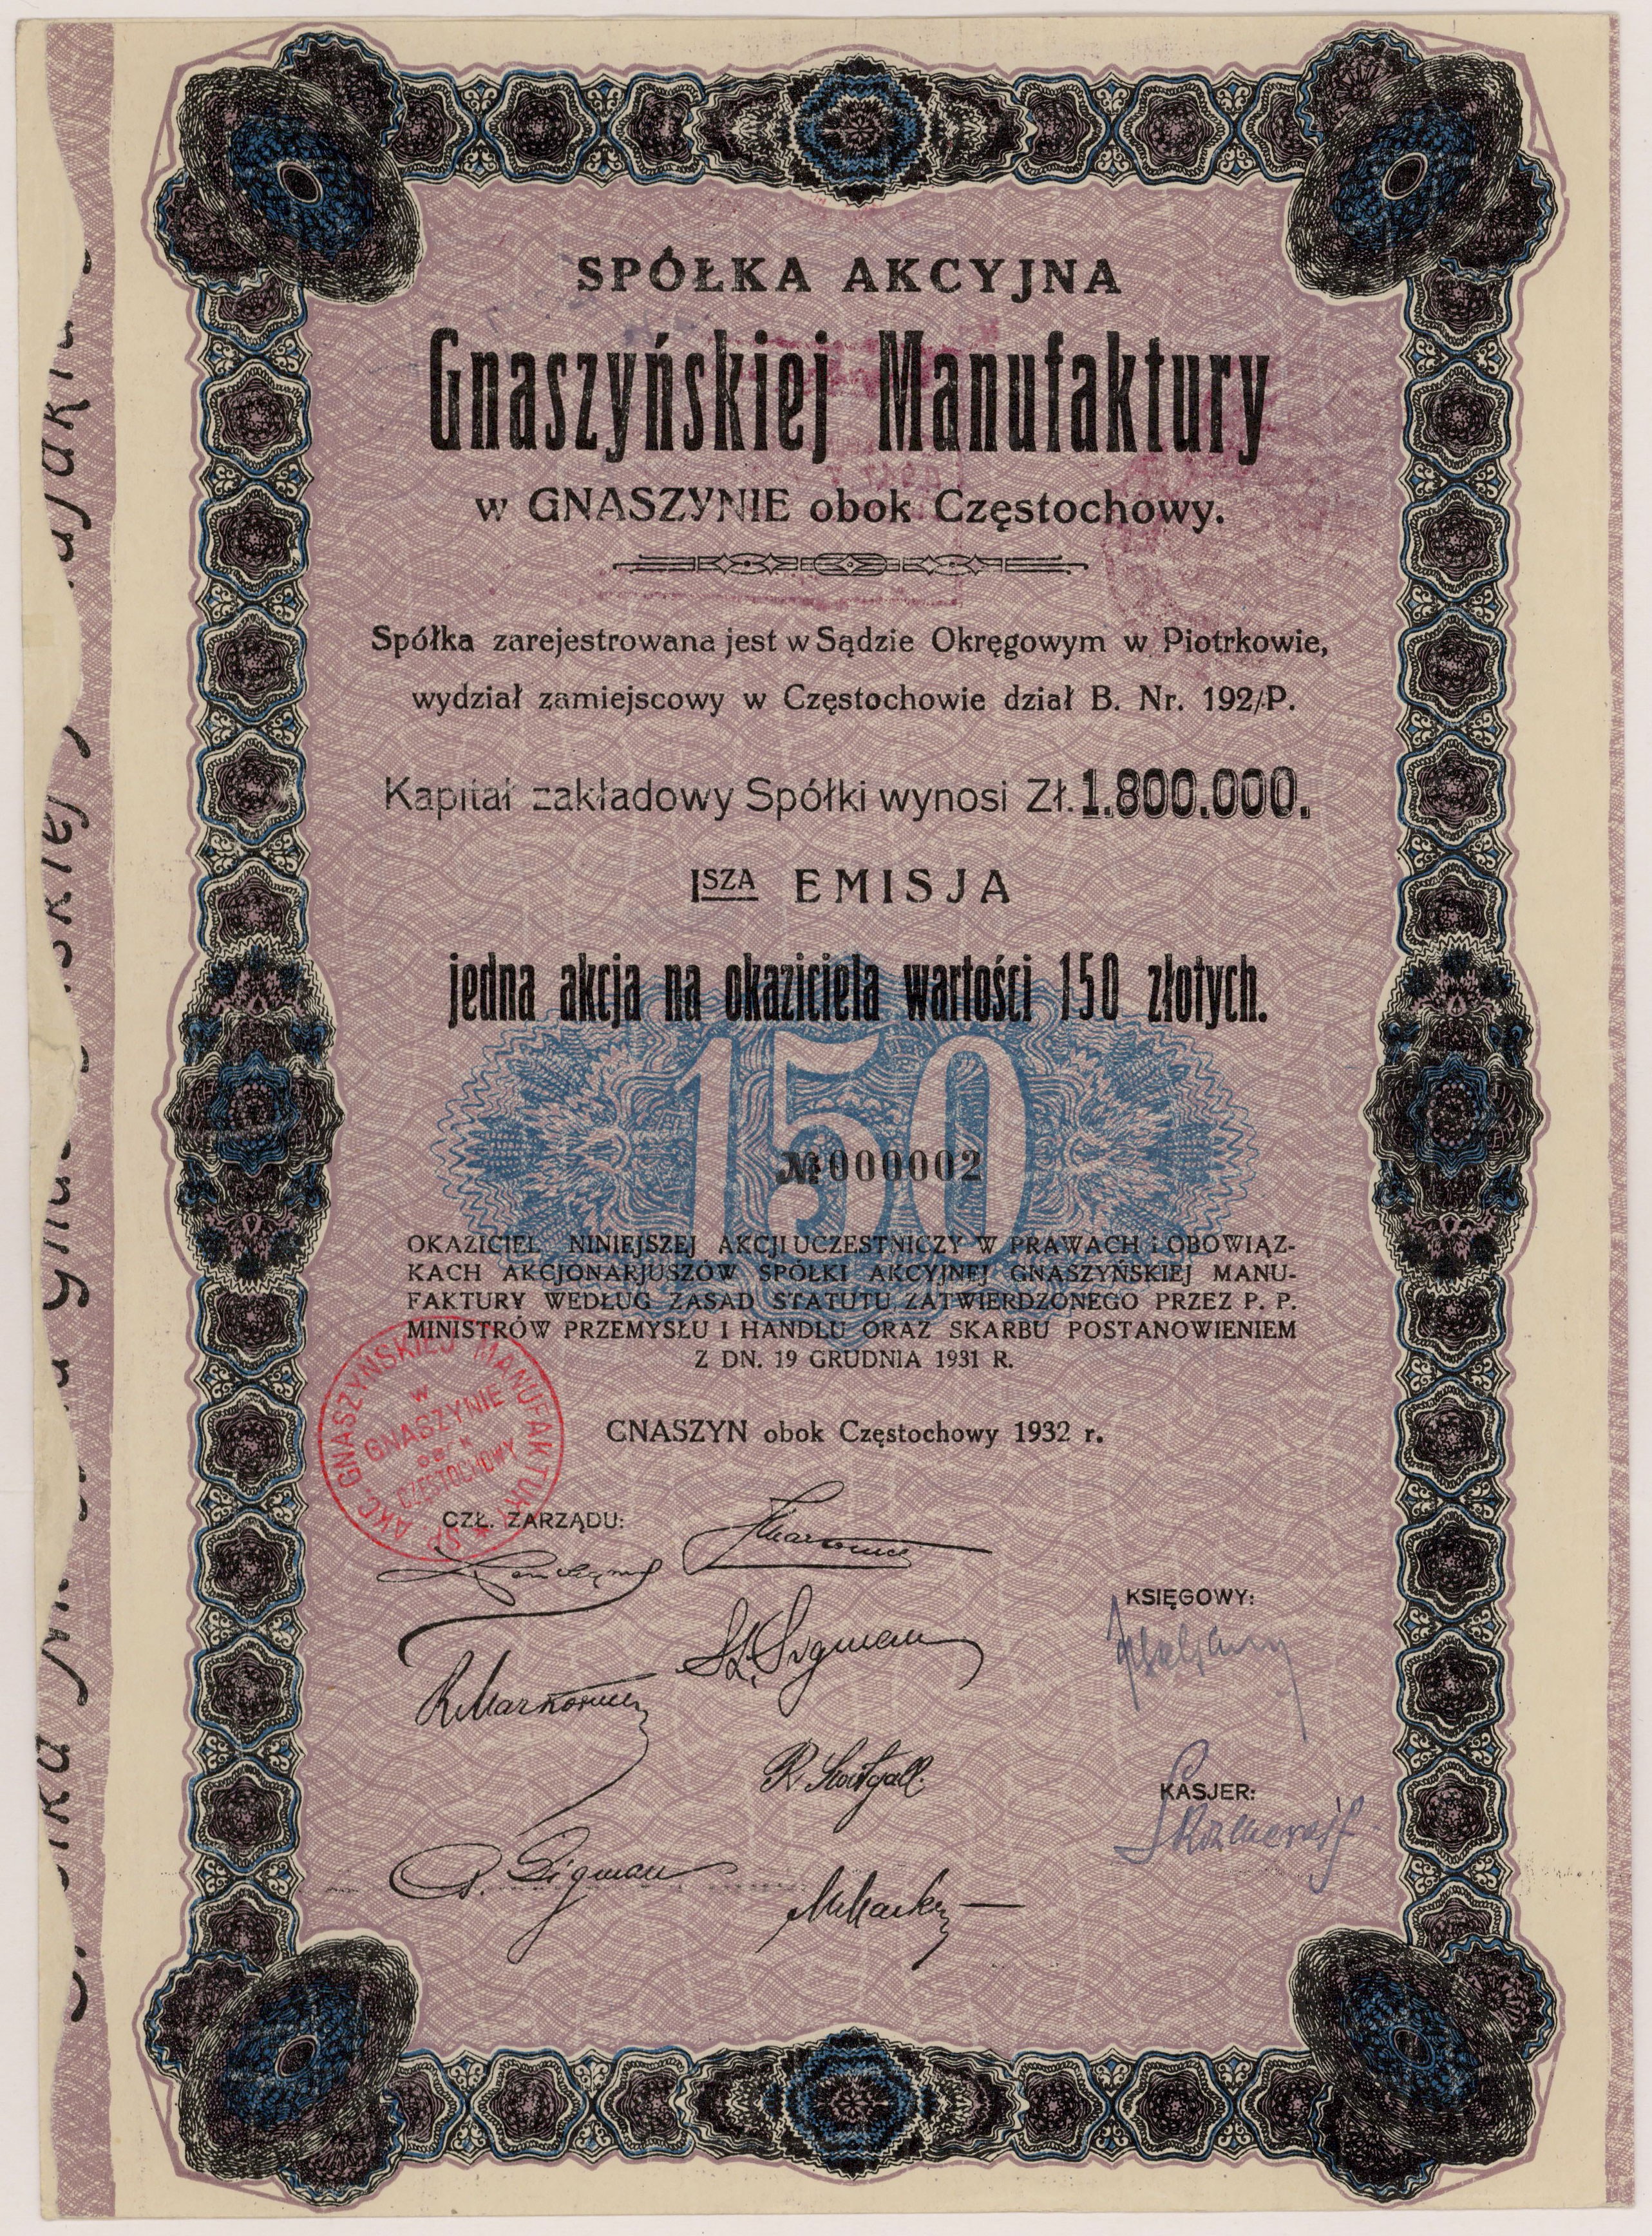 SPÓŁKA AKCYJNA
Gnaszyńskiej Manufaktury
w GNASZYNIE obok Częstochowy.
Spółka zarejestrowana jest w Sądzie Okręgowym w Piotrkowie,
wydział zamiejscowy w Częstochowie dział B. Nr. 192/P.
Kapitał zakładowy Spółki wynosi Zł. 1.800.000.
ISZA EMISJA
jedna akcja na okaziciela wartości 150 złotych.
150
№ 000002
OKAZICIEL NINIEJSZEJ AKCJI UCZESTNICZY W PRAWACH i OBOWIĄZ-
KACH AKCJONARJUSZÓW SPÓŁKI AKCYJNEJ GNASZYŃSKIEJ MANU-
FAKTURY WEDŁUG ZASAD STATUTU ZATWIERDZONEGO PRZEZ P. P.
MINISTRÓW PRZEMYSŁU I HANDLU ORAZ SKARBU POSTANOWIENIEM
Z DN. 19 GRUDNIA 1931 R.
GNASZYN obok Częstochowy 1932 r.
SP. AKC. GNASZYŃSKIEJ MANUFAKTURY
W
GNASZYNIE
obok
CZĘSTOCHOWY
CZŁ. ZARZĄDU:
KSIĘGOWY:
R. Markowicz
KASJER:
S. Sigman